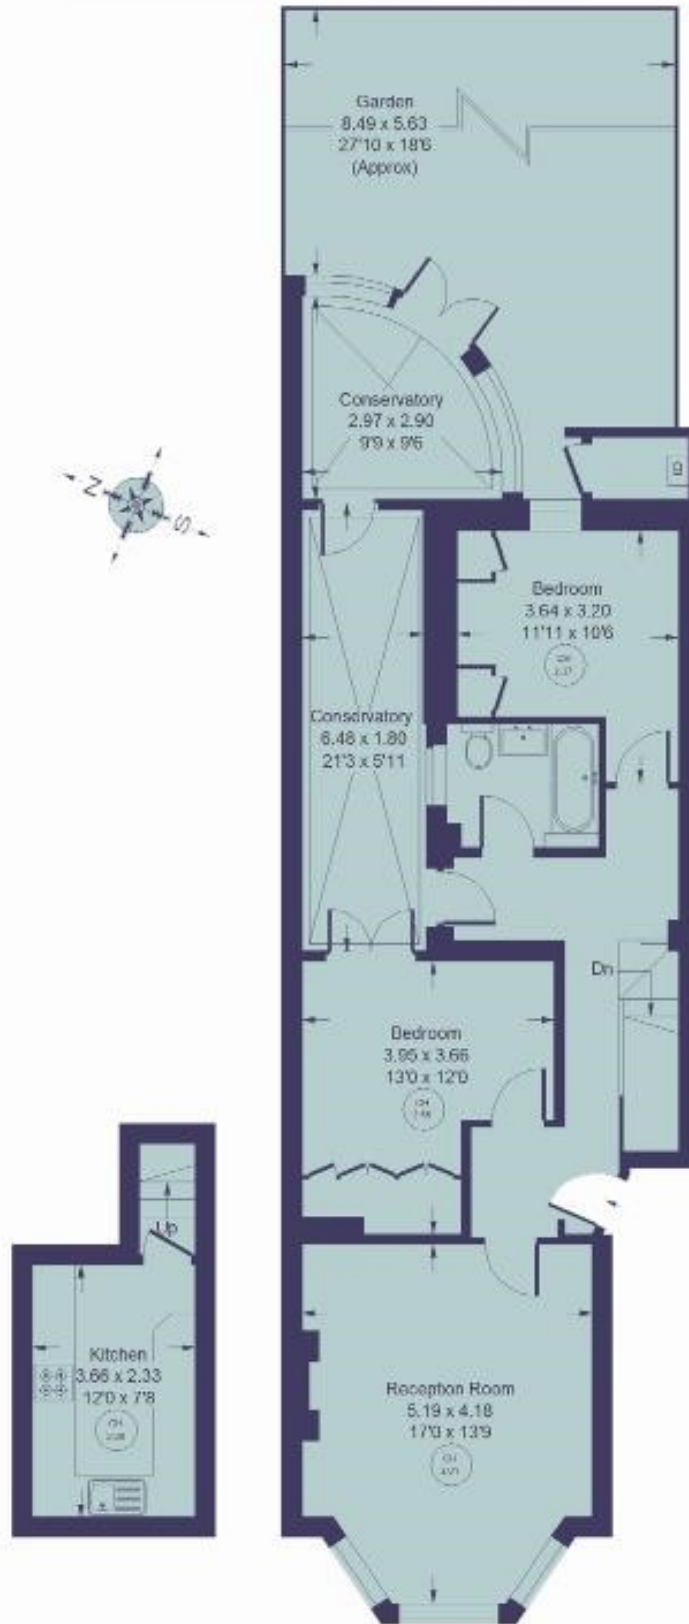 Garden
8.49 x 5.63
27'10 x 18'6
(Approx)
Conservatory
2.97 x 2.90
9'9 x 9'6
N
S
B
Bedroom
3.64 x 3.20
11'11 x 10'6
Conservatory
6.48 x 1.80
21'3 x 5'11
Dn
Bedroom
3.95 x 3.66
13'0 x 12'0
CH
Up
Kitchen
3.66 x 2.33
12'0 x 7'8
CH
Reception Room
5.19 x 4.18
17'0 x 13'9
CH